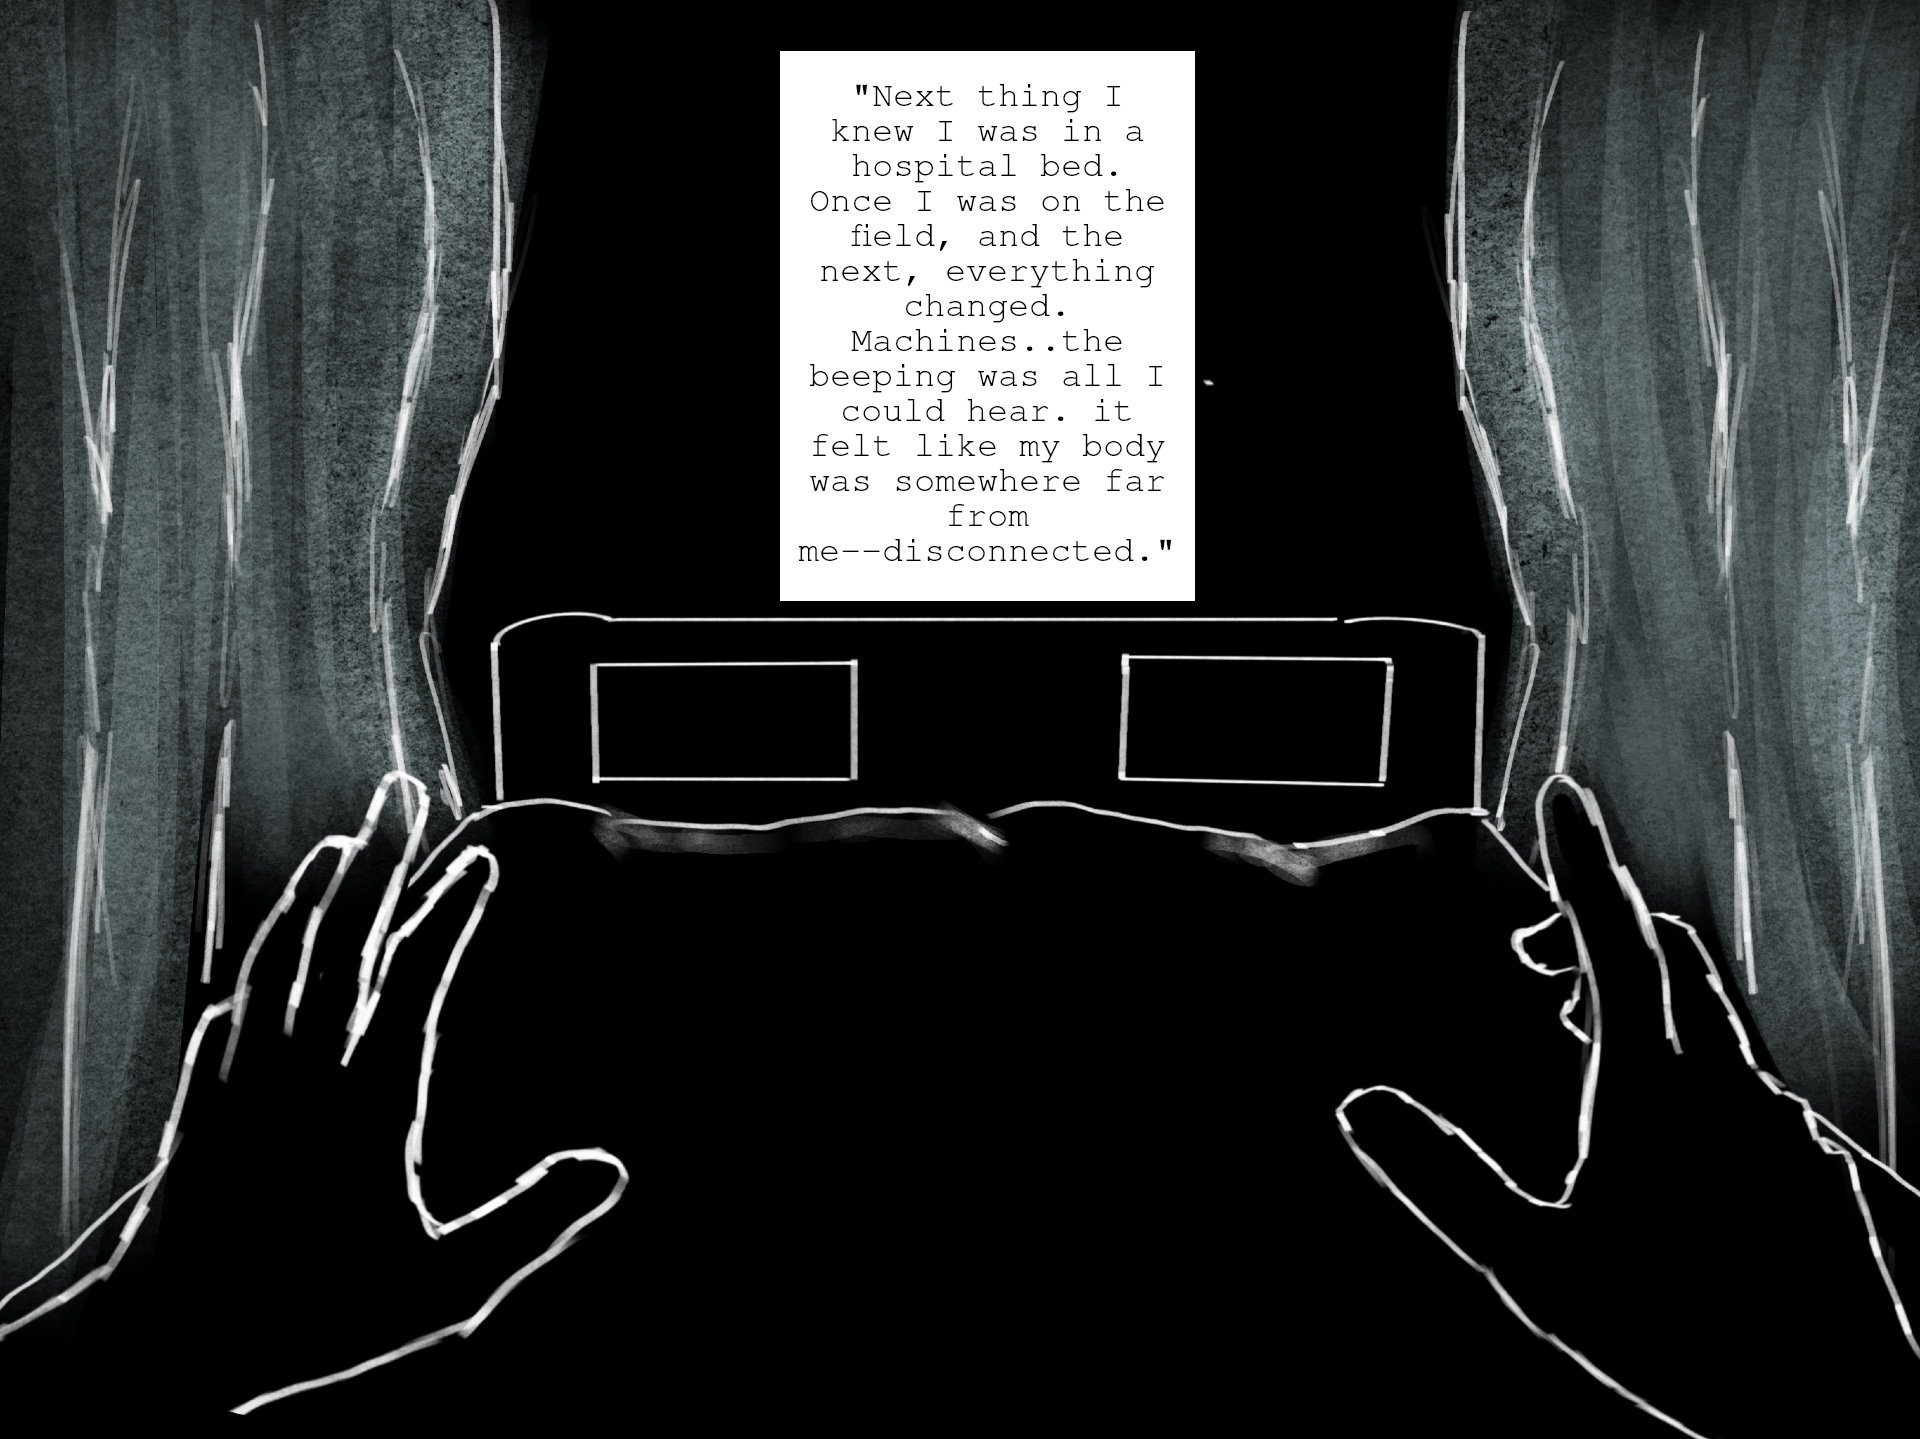 "Next thing I
knew I was in a
hospital bed.
Once I was on the
field, and the
next, everything
changed.
Machines..the
beeping was all I
could hear. it
felt like my body
was somewhere far
from
me--disconnected."